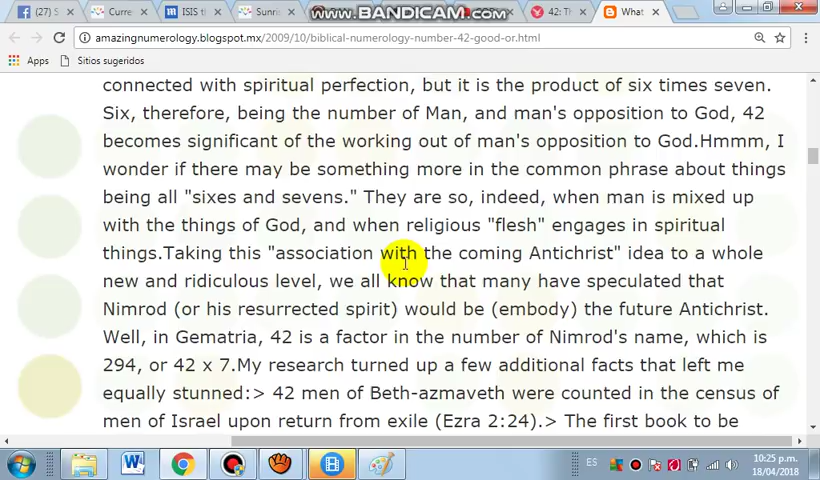 (27) S
Curre
ISIS ti
Sunris
www.BANDICAM.com
42: Th
What
amazingnumerology.blogspot.mx/2009/10/biblical-numerology-number-42-good-or.html
Apps
Sitios sugeridos
connected with spiritual perfection, but it is the product of six times seven.
Six, therefore, being the number of Man, and man's opposition to God, 42
becomes significant of the working out of man's opposition to God.Hmmm, I
wonder if there may be something more in the common phrase about things
being all "sixes and sevens." They are so, indeed, when man is mixed up
with the things of God, and when religious "flesh" engages in spiritual
things.Taking this "association with the coming Antichrist" idea to a whole
new and ridiculous level, we all know that many have speculated that
Nimrod (or his resurrected spirit) would be (embody) the future Antichrist.
Well, in Gematria, 42 is a factor in the number of Nimrod's name, which is
294, or 42 x 7.My research turned up a few additional facts that left me
equally stunned:> 42 men of Beth-azmaveth were counted in the census of
men of Israel upon return from exile (Ezra 2:24).> The first book to be
ES
10:25 p.m.
18/04/2018